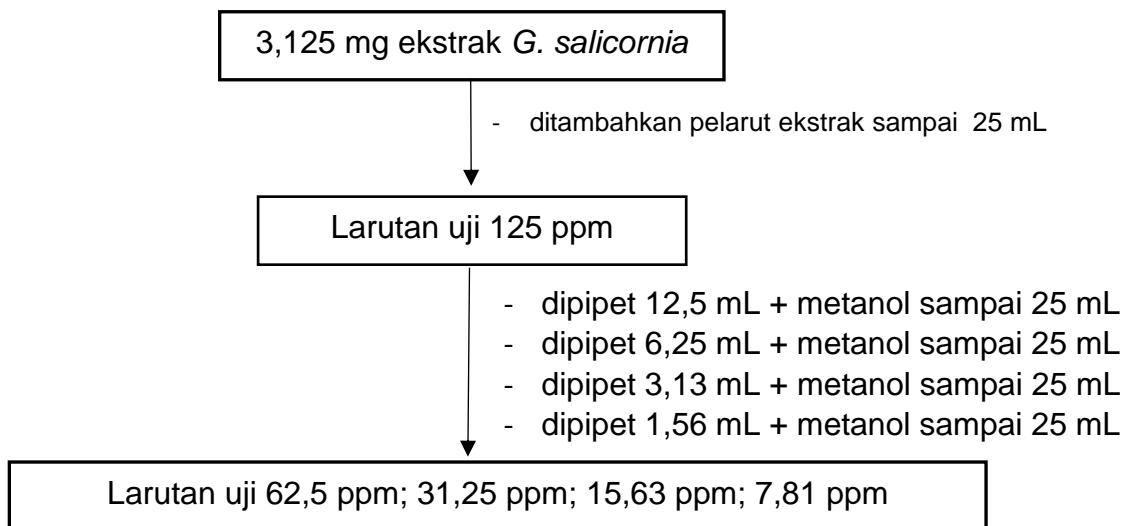 3,125 mg ekstrak G. salicornia
- ditambahkan pelarut ekstrak sampai 25 mL
Larutan uji 125 ppm
- dipipet 12,5 mL + metanol sampai 25 mL
- dipipet 6,25 mL + metanol sampai 25 mL
- dipipet 3,13 mL + metanol sampai 25 mL
- dipipet 1,56 mL + metanol sampai 25 mL
Larutan uji 62,5 ppm; 31,25 ppm; 15,63 ppm; 7,81 ppm